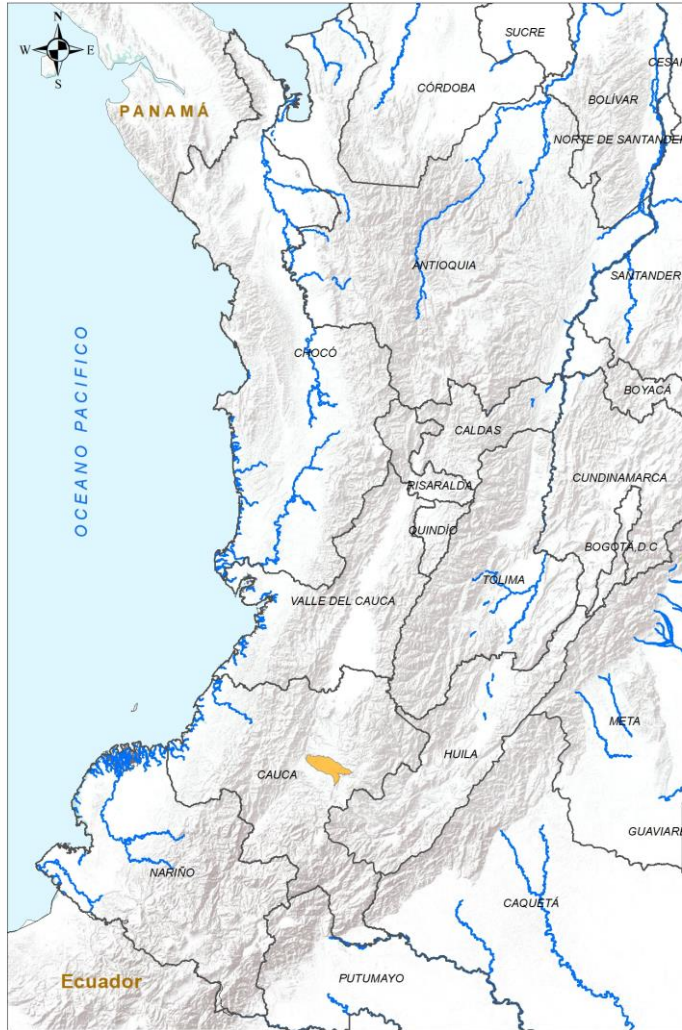 SUCRE
N
W E
S
CESAR
CÓRDOBA
BOLÍVAR
PANAMÁ
NORTE DE SANTANDER
ANTIOQUIA
SANTANDER
OCEANO PACIFICO
CHOCÓ
BOYACÁ
CALDAS
CUNDINAMARCA
RISARALDA
QUINDÍO
BOGOTÁ D.C
TOLIMA
VALLE DEL CAUCA
META
HUILA
CAUCA
GUAVIARE
NARIÑO
CAQUETÁ
Ecuador
PUTUMAYO